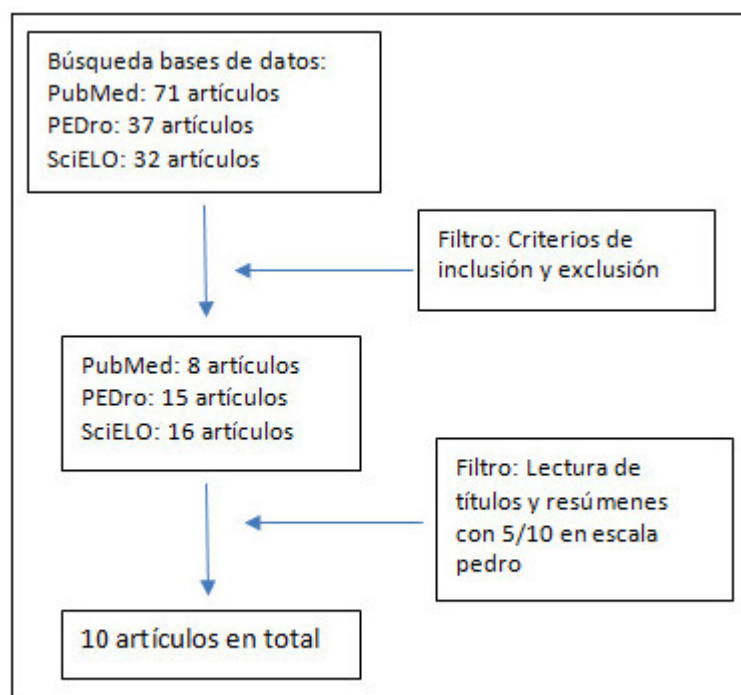 Búsqueda bases de datos:
PubMed: 71 artículos
PEDro: 37 artículos
SciELO: 32 artículos
Filtro: Criterios de
inclusión y exclusión
PubMed: 8 artículos
PEDro: 15 artículos
SciELO: 16 artículos
Filtro: Lectura de
títulos y resúmenes
con 5/10 en escala
pedro
10 artículos en total